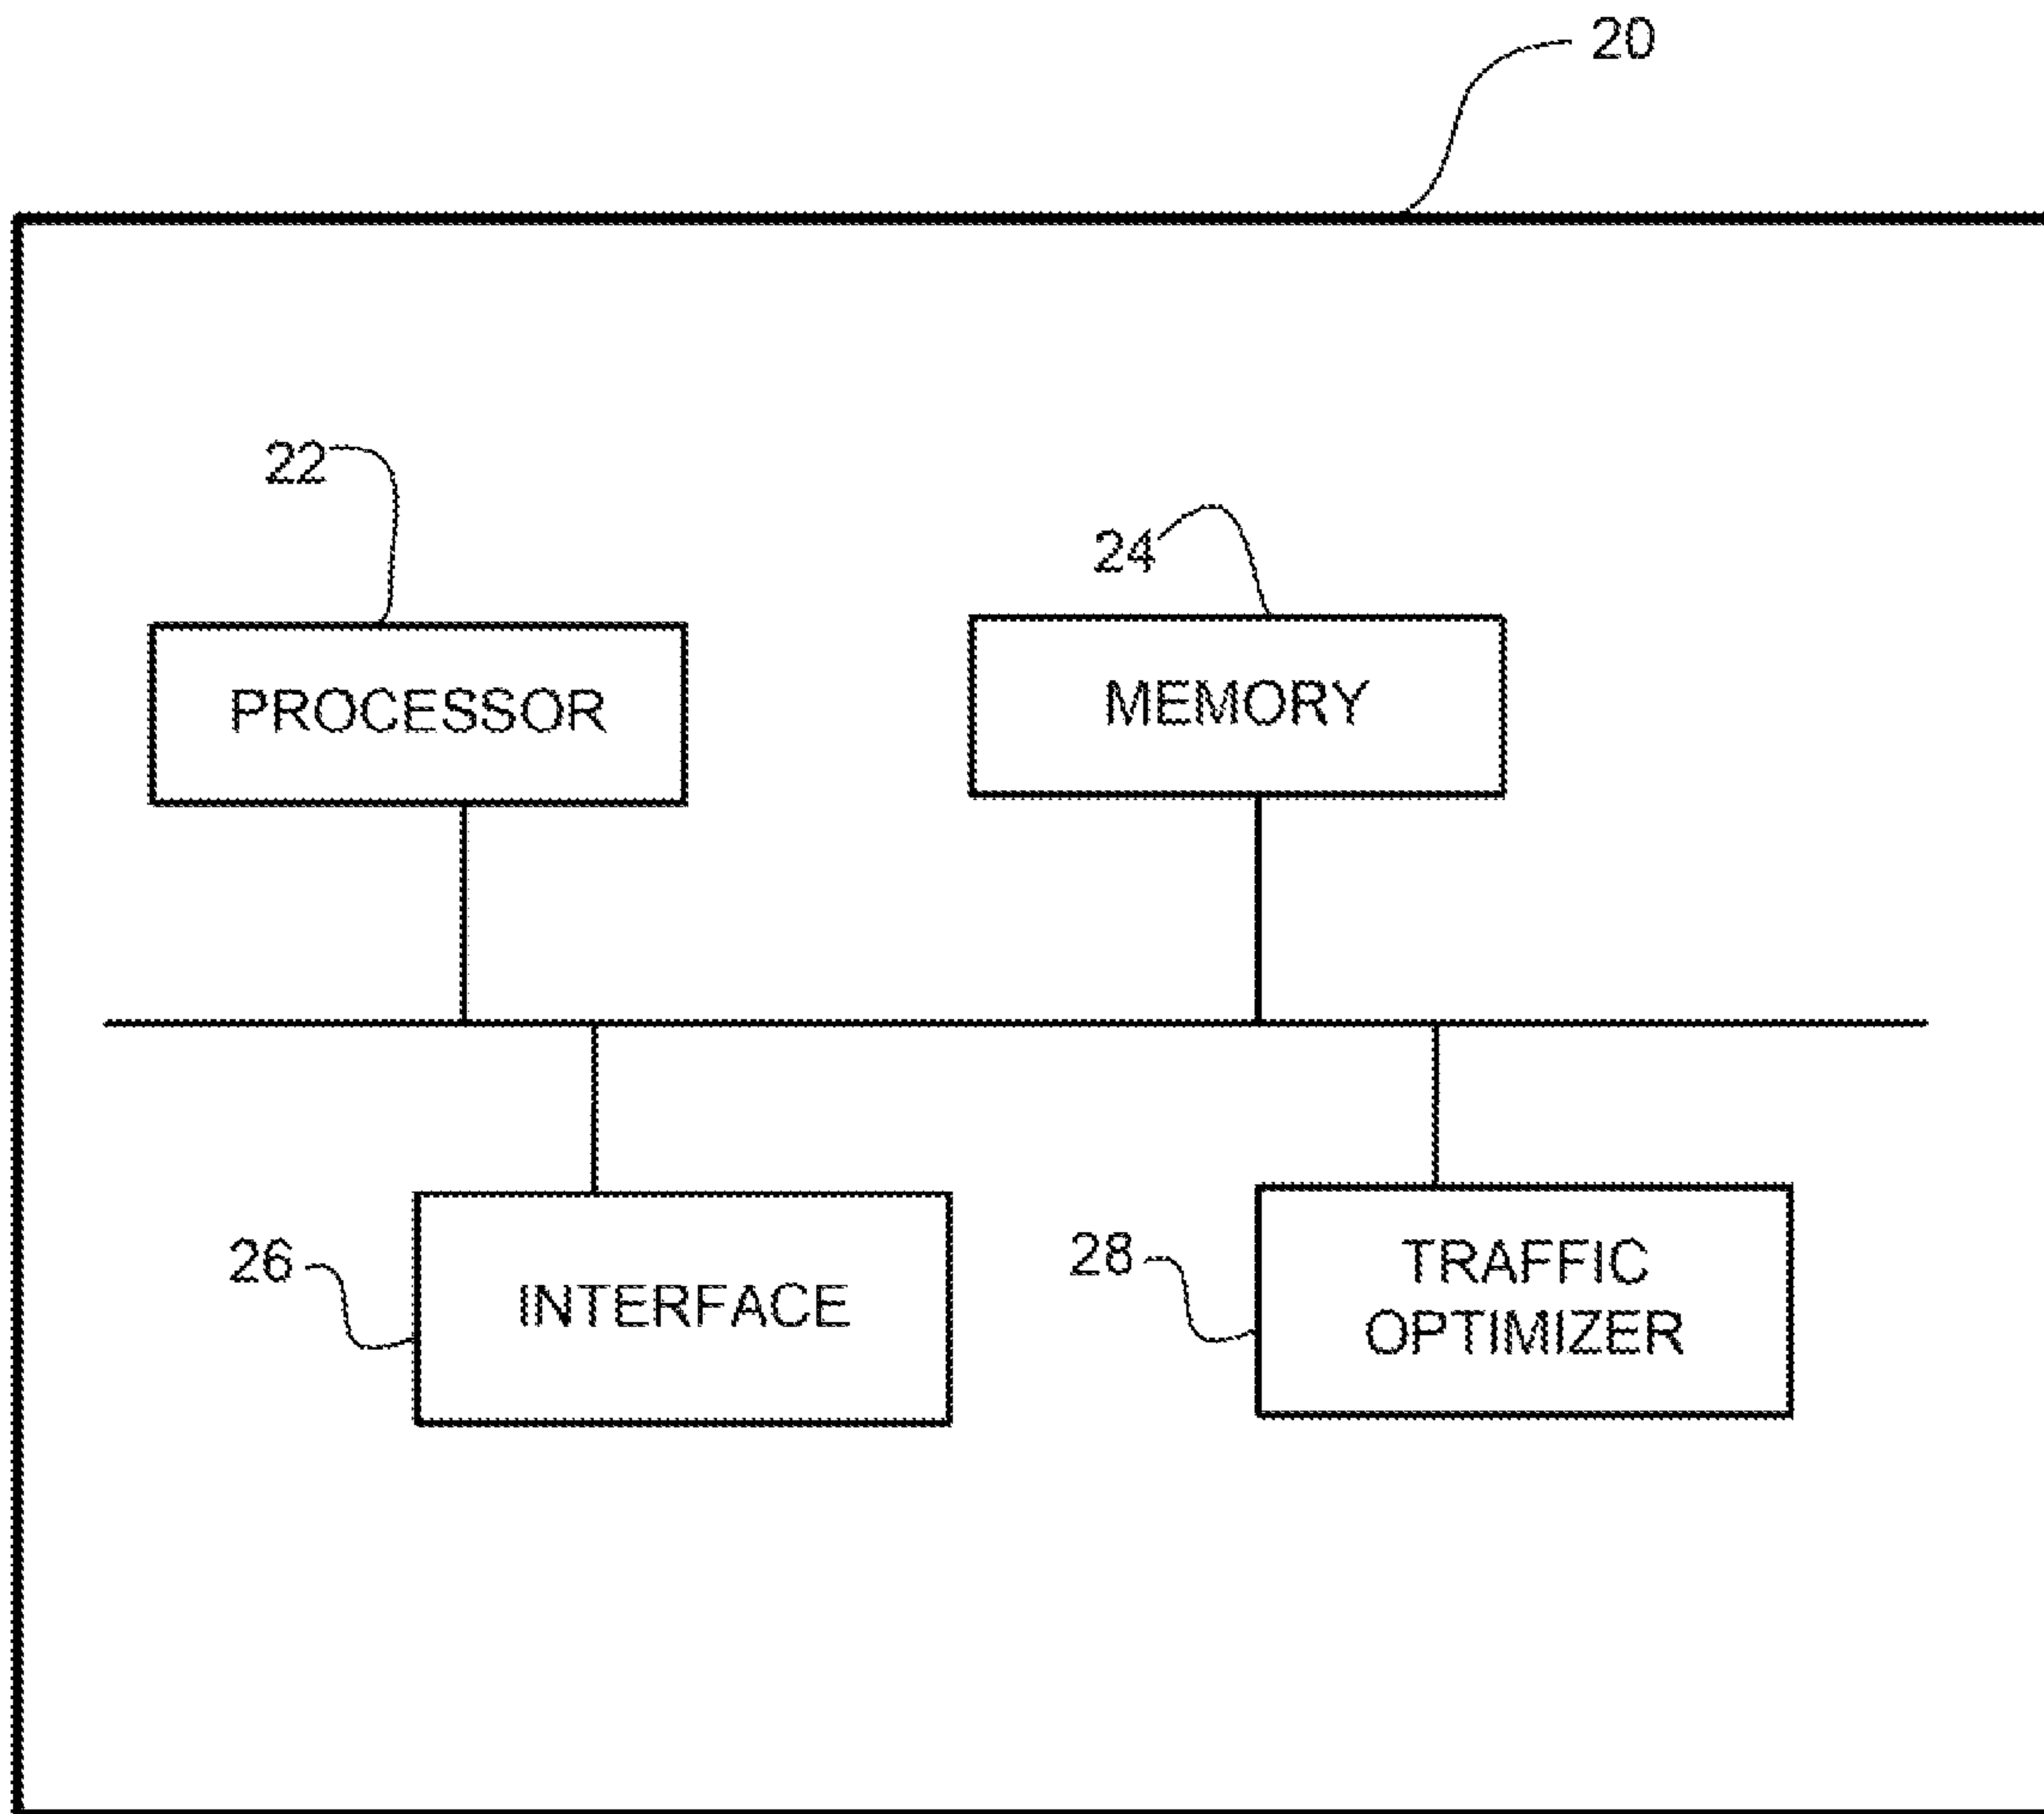 20
22
24
PROCESSOR
MEMORY
26
INTERFACE
28
TRAFFIC
OPTIMIZER